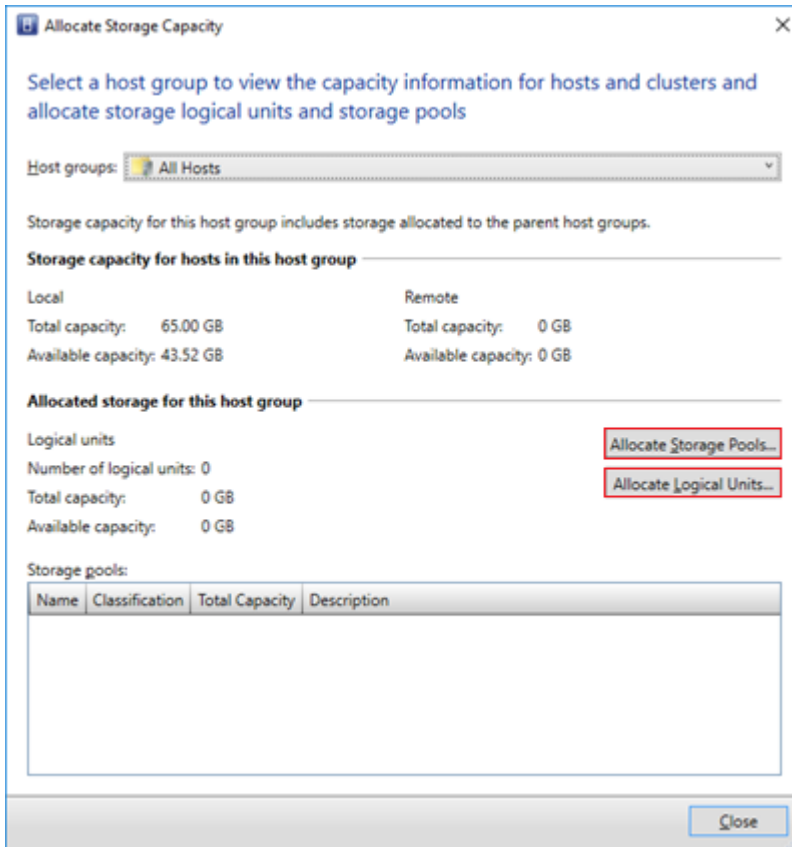 Allocate Storage Capacity
Select a host group to view the capacity information for hosts and clusters and
allocate storage logical units and storage pools
Host groups: All Hosts
Storage capacity for this host group includes storage allocated to the parent host groups.
Storage capacity for hosts in this host group
Local Remote
Total capacity: 65.00 GB Total capacity: 0 GB
Available capacity: 43.52 GB Available capacity: 0 GB
Allocated storage for this host group
Logical units
Allocate Storage Pools...
Number of logical units: 0
Allocate Logical Units...
Total capacity: 0 GB
Available capacity: 0 GB
Storage pools:
Name Classification Total Capacity Description
Close